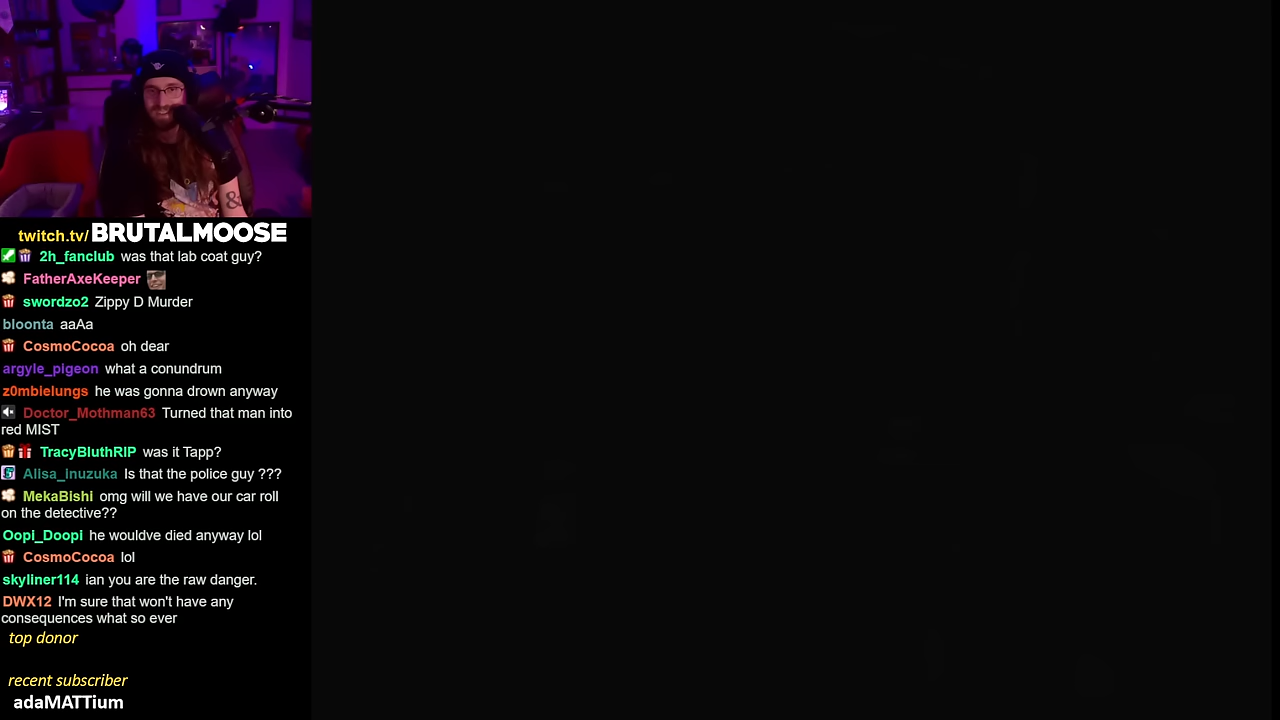 twitch.tv/BRUTALMOOSE
2h_fanclub was that lab coat guy?
FatherAxeKeeper
swordzo2 Zippy D Murder
bloonta aaAa
CosmoCocoa oh dear
argyle_pigeon what a conundrum
z0mbielungs he was gonna drown anyway
Doctor_Mothman63 Turned that man into
red MIST
TracyBluthRIP was it Tapp?
Alisa_inuzuka Is that the police guy ???
MekaBishi omg will we have our car roll
on the detective??
Oopi_Doopi he wouldve died anyway lol
CosmoCocoa lol
skyliner114 ian you are the raw danger.
DWX12 I'm sure that won't have any
consequences what so ever
top donor
recent subscriber
adaMATTium
&